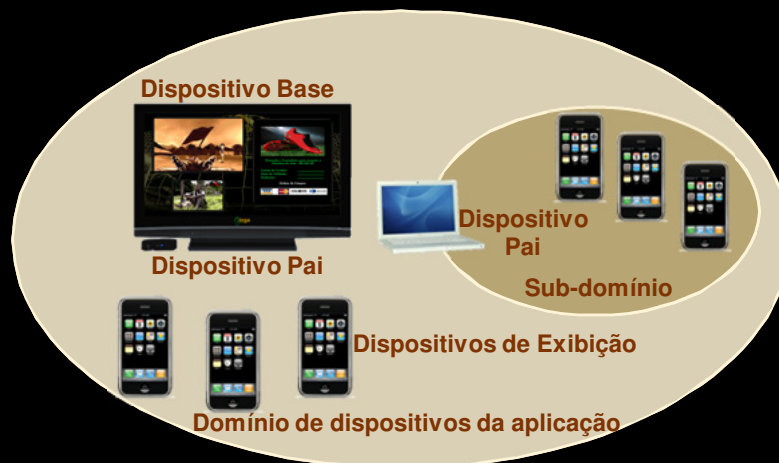 Dispositivo Base
Dispositivo Pai
Dispositivo
Pai
Sub-domínio
Dispositivos de Exibição
Domínio de dispositivos da aplicação